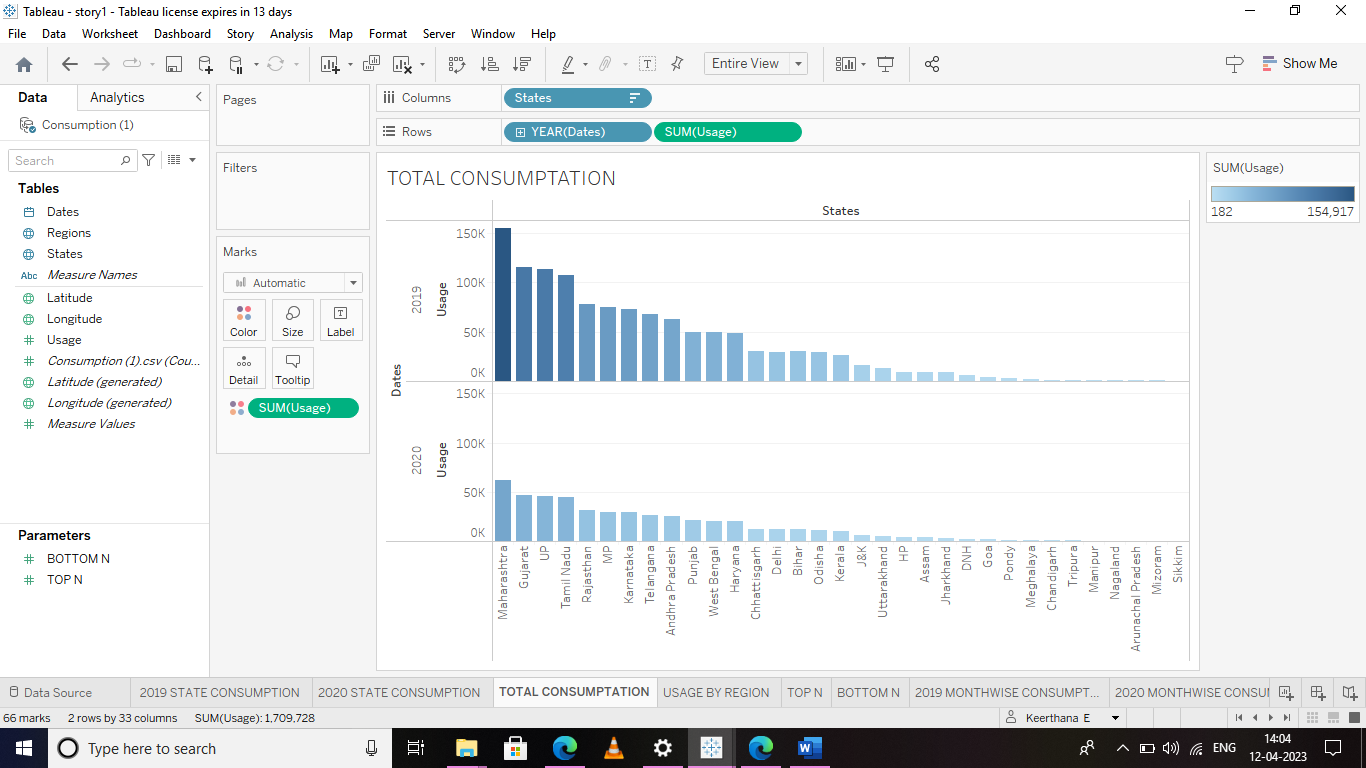 Tableau - story1 - Tableau license expires in 13 days
File Data Worksheet Dashboard Story Analysis Map Format Server Window Help
Entire View
Show Me
Data Analytics
Consumption (1)
Search
Tables
Dates
Regions
States
Abc Measure Names
Latitude
Longitude
Usage
Consumption (1).csv (Cou...
Latitude (generated)
Longitude (generated)
Measure Values
Parameters
BOTTOM N
TOP N
Pages
Filters
Marks
Automatic
Color Size Label
Detail Tooltip
SUM(Usage)
Columns States
Rows YEAR(Dates) SUM(Usage)
TOTAL CONSUMPTATION
States
Dates
2019
Usage
150K
100K
50K
0K
2020
Usage
150K
100K
50K
0K
Maharashtra
Gujarat
UP
Tamil Nadu
Rajasthan
MP
Karnataka
Telangana
Andhra Pradesh
Punjab
West Bengal
Haryana
Chhattisgarh
Delhi
Bihar
Odisha
Kerala
J&K
Uttarakhand
HP
Assam
Jharkhand
DNH
Goa
Pondy
Meghalaya
Chandigarh
Tripura
Manipur
Nagaland
Arunachal Pradesh
Mizoram
Sikkim
SUM(Usage)
182 154,917
Data Source 2019 STATE CONSUMPTION 2020 STATE CONSUMPTION TOTAL CONSUMPTATION USAGE BY REGION TOP N BOTTOM N 2019 MONTHWISE CONSUMPT... 2020 MONTHWISE CONSU
66 marks 2 rows by 33 columns SUM(Usage): 1,709,728
Keerthana E
Type here to search
ENG
14:04
12-04-2023